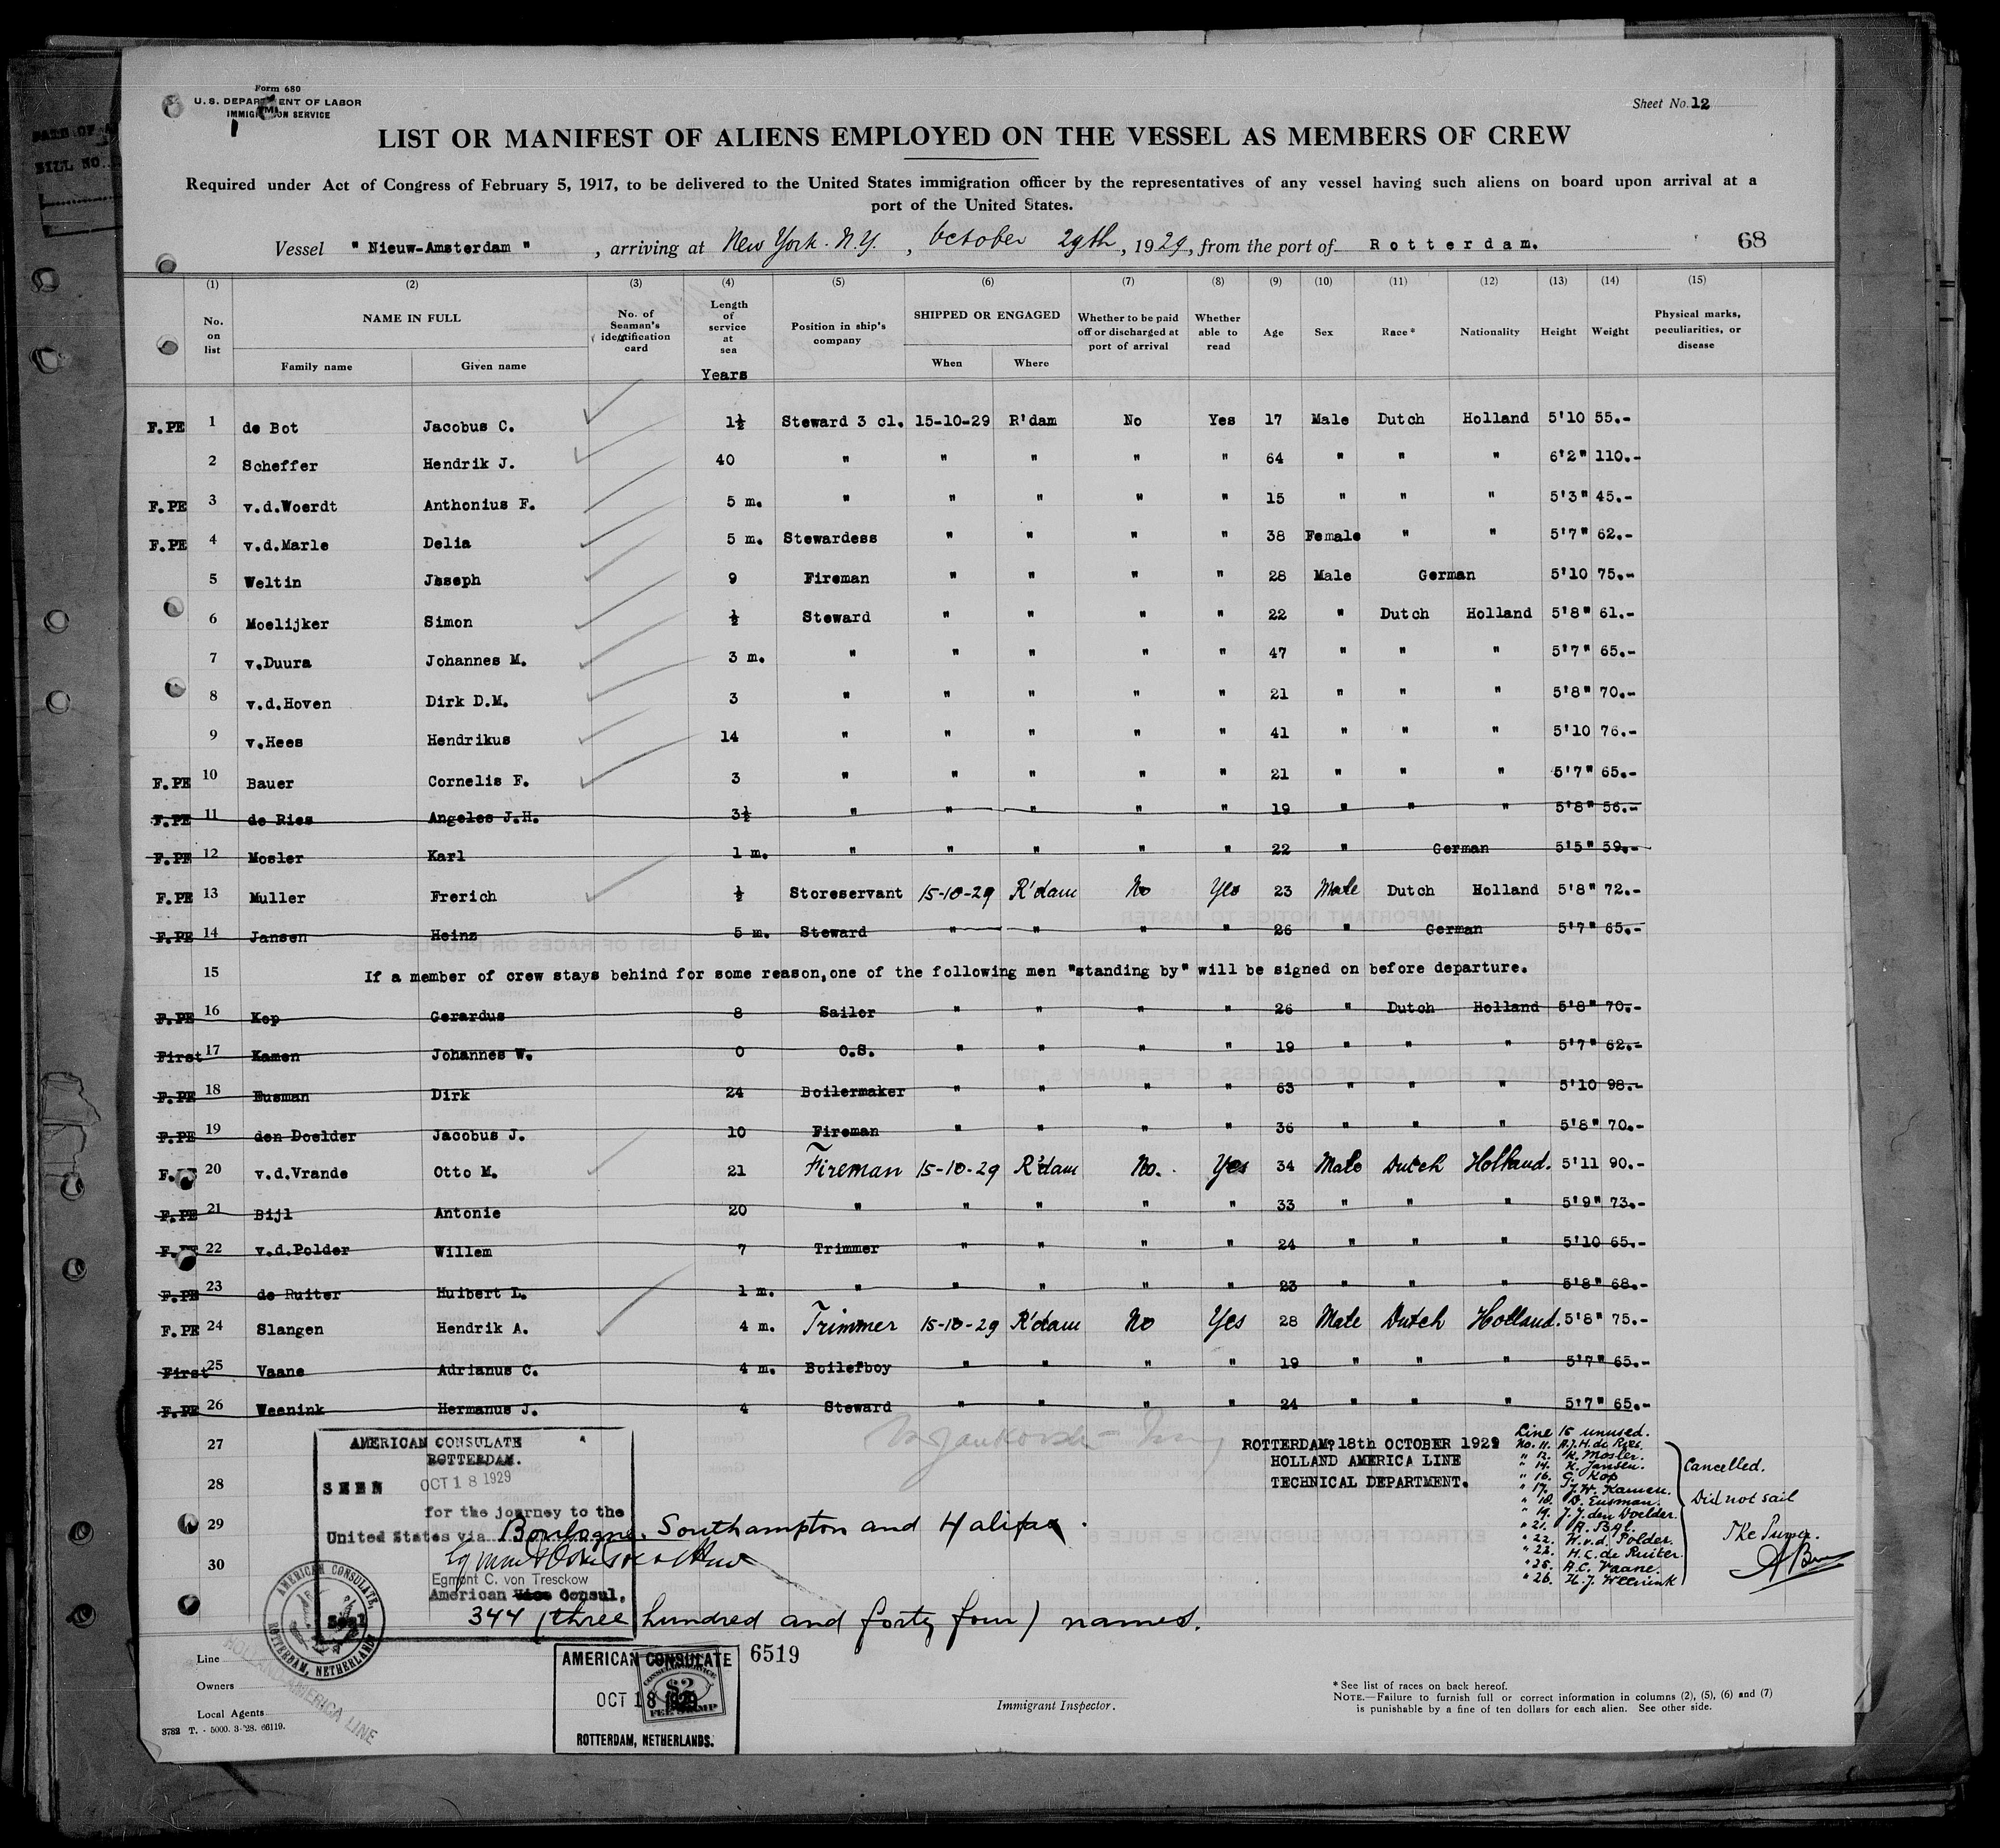 Form 680
U. S. DEPARTMENT OF LABOR
IMMIGRATION SERVICE
Sheet No. 12
LIST OR MANIFEST OF ALIENS EMPLOYED ON THE VESSEL AS MEMBERS OF CREW
Required under Act of Congress of February 5, 1917, to be delivered to the United States immigration officer by the representatives of any vessel having such aliens on board upon arrival at a
port of the United States.
Vessel "Nieuw-Amsterdam", arriving at New York. N.Y., October 29th, 1929, from the port of Rotterdam. 68
(1) (2) (3) (4) (5) (6) (7) (8) (9) (10) (11) (12) (13) (14) (15)
No. on list NAME IN FULL Family name Given name No. of Seaman's identification card Length of service at sea Years Position in ship's company SHIPPED OR ENGAGED When Where Whether to be paid off or discharged at port of arrival Whether able to read Age Sex Race* Nationality Height Weight Physical marks, peculiarities, or disease
F.PE 1 de Bot Jacobus C. 1½ Steward 3 cl. 15-10-29 R'dam No Yes 17 Male Dutch Holland 5'10 55.-
2 Scheffer Hendrik J. 40 " " " " " 64 " " " 6'2" 110.-
F.PE 3 v.d.Woerdt Anthonius F. 5 m. " " " " " 15 " " " 5'3" 45.-
F.PE 4 v.d.Marle Delia 5 m. Stewardess " " " " 38 Female " " 5'7" 62.-
5 Weltin Jøseph 9 Fireman " " " " 28 Male German 5'10 75.-
6 Moelijker Simon ½ Steward " " " " 22 " Dutch Holland 5'8" 61.-
7 v.Duura Johannes M. 3 m. " " " " " 47 " " " 5'7" 65.-
8 v.d.Hoven Dirk D.M. 3 " " " " " 21 " " " 5'8" 70.-
9 v.Hees Hendrikus 14 " " " " " 41 " " " 5'10 76.-
F.PE 10 Bauer Cornelis F. 3 " " " " " 21 " " " 5'7" 65.-
F.PE 11 de Ries Angelos J.H. 3½ " " " " " 19 " " " 5'8" 56.-
F.PE 12 Mosler Karl 1 m. " " " " " 22 " German 5'5" 59.-
F.PE 13 Muller Frerich ½ Storeservant 15-10-29 R'dam No Yes 23 Male Dutch Holland 5'8" 72.-
F.PE 14 Jansen Heinz 5 m. Steward " " " " 26 " German 5'7" 65.-
15 If a member of crew stays behind for some reason,one of the following men "standing by" will be signed on before departure.
F.PE 16 Kop Gerardus 8 Sailor " " " " 26 " Dutch Holland 5'8" 70.-
First 17 Kamen Johannes W. 0 O.S. " " " " 19 " " " 5'7" 62.-
F.PE 18 Eusman Dirk 24 Boilermaker " " " " 63 " " " 5'10 98.-
F.PE 19 den Doelder Jacobus J. 10 Fireman " " " " 36 " " " 5'8" 70.-
F. 20 v.d.Vrande Otto M. 21 Fireman 15-10-29 R'dam No. Yes 34 Male Dutch Holland. 5'11 90.-
F.PE 21 Bijl Antonie 20 " " " " " 33 " " " 5'9" 73.-
F. 22 v.d.Polder Willem 7 Trimmer " " " " 24 " " " 5'10 65.-
F.PE 23 de Ruiter Huibert L. 1 m. " " " " " 23 " " " 5'8" 68.-
F.PE 24 Slangen Hendrik A. 4 m. Trimmer 15-10-29 R'dam No Yes 28 Male Dutch Holland. 5'8" 75.-
First 25 Vaane Adrianus C. 4 m. Boilerboy " " " " 19 " " " 5'7" 65.-
F.PE 26 Weenink Hermanus J. 4 Steward " " " " 24 " " " 5'7" 65.-
27
28
29
30
AMERICAN CONSULATE
ROTTERDAM.
SEEN OCT 18 1929
for the journey to the
United States via Boulogne, Southampton and Halifax.
Egmont C. von Tresckow
American Vice Consul.
344 (three hundred and forty four) names.
AMERICAN CONSULATE,
ROTTERDAM, NETHERLANDS
Seal
ROTTERDAM, 18th OCTOBER 1929
HOLLAND AMERICA LINE
TECHNICAL DEPARTMENT.
Line 15 unused.
No. 11. A.J.H. de Ries.
" 12. K. Mosler.
" 14. H. Jansen.
" 16. G. Kop
" 17. J.W. Kamen.
" 18. D. Eusman.
" 19. J.J. den Doelder.
" 21. A. Bijl.
" 22. W.v.d. Polder.
" 23. H.L. de Ruiter.
" 25. A.C. Vaane.
" 26. H.J. Weenink
Cancelled.
Did not sail
The Purser.
Line
Owners
Local Agents
3732 T. - 5000. 3-'28. 66119.
HOLLAND-AMERICA LINE
AMERICAN CONSULATE
OCT 18 1929
ROTTERDAM, NETHERLANDS.
CONSULAR SERVICE
$2
FEE STAMP
6519
Immigrant Inspector.
* See list of races on back hereof.
NOTE.—Failure to furnish full or correct information in columns (2), (5), (6) and (7)
is punishable by a fine of ten dollars for each alien. See other side.